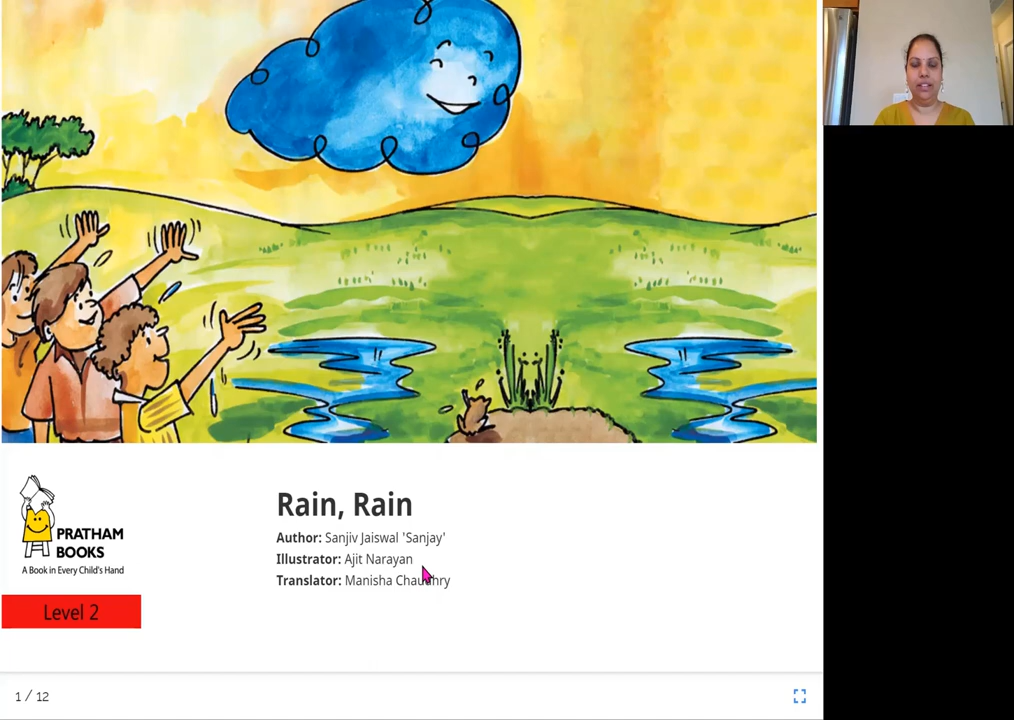 PRATHAM
BOOKS
A Book in Every Child's Hand
Level 2
Rain, Rain
Author: Sanjiv Jaiswal 'Sanjay'
Illustrator: Ajit Narayan
Translator: Manisha Chaudhry
1 / 12